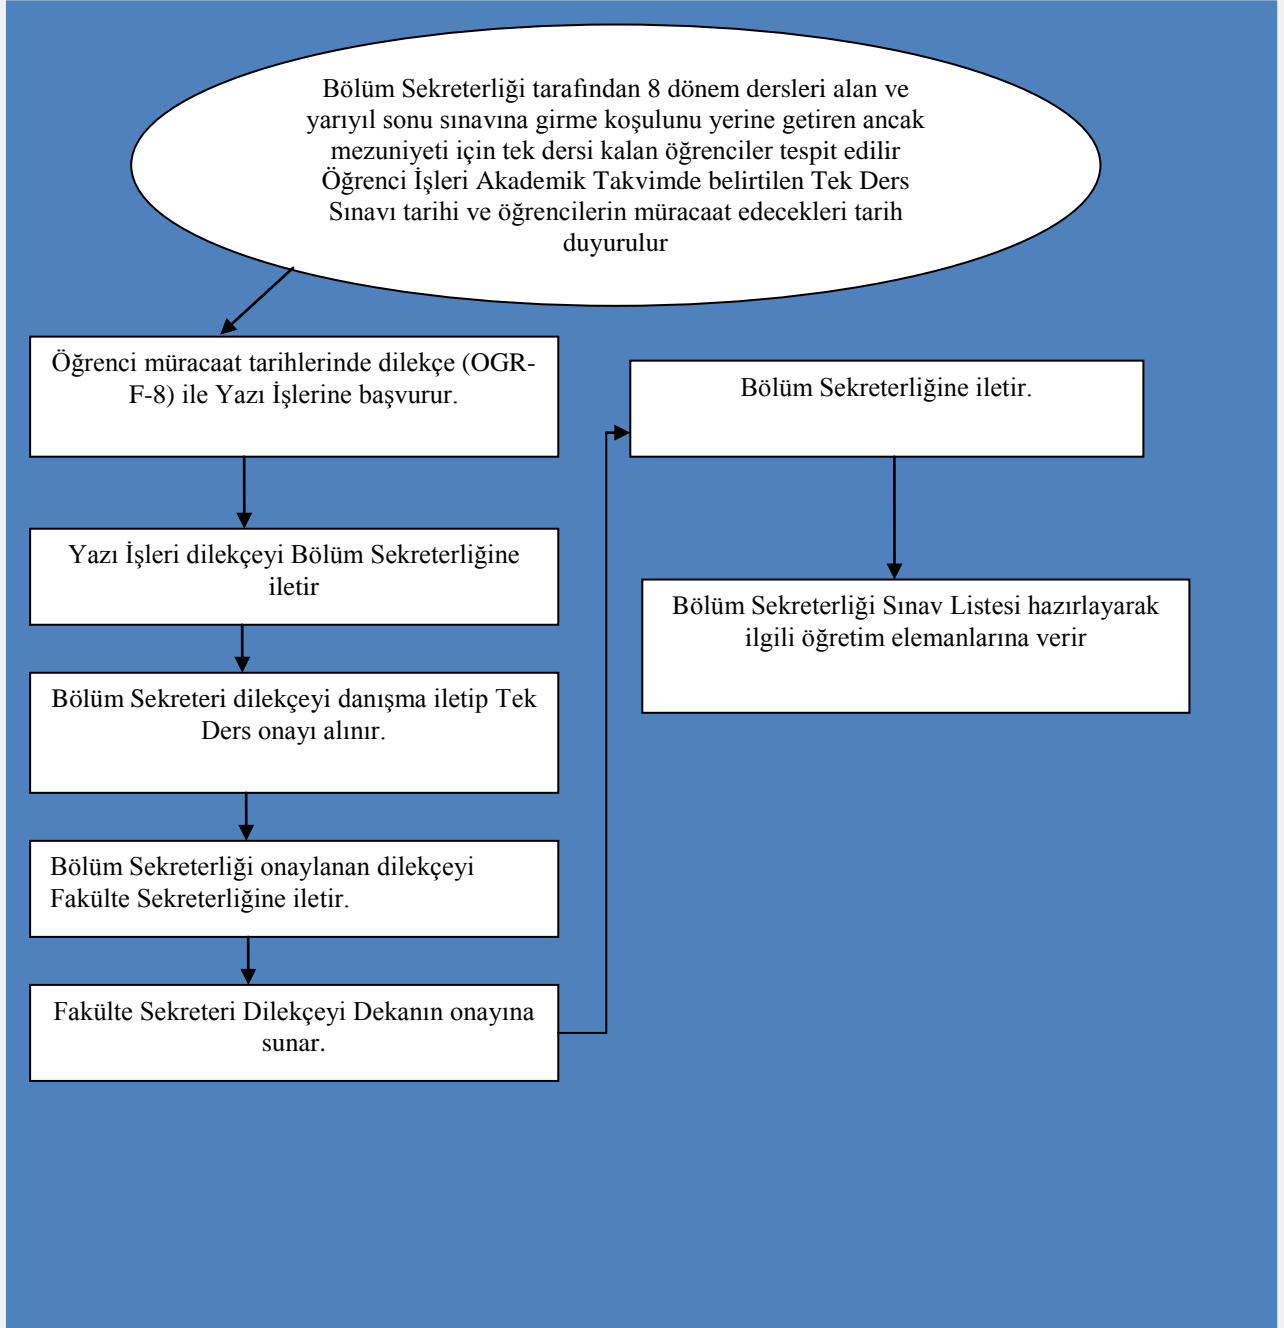 Bölüm Sekreterliği tarafından 8 dönem dersleri alan ve
yarıyıl sonu sınavına girme koşulunu yerine getiren ancak
mezuniyeti için tek dersi kalan öğrenciler tespit edilir
Öğrenci İşleri Akademik Takvimde belirtilen Tek Ders
Sınavı tarihi ve öğrencilerin müracaat edecekleri tarih
duyurulur
Öğrenci müracaat tarihlerinde dilekçe (OGR-
F-8) ile Yazı İşlerine başvurur.
Yazı İşleri dilekçeyi Bölüm Sekreterliğine
iletir
Bölüm Sekreteri dilekçeyi danışma iletip Tek
Ders onayı alınır.
Bölüm Sekreterliği onaylanan dilekçeyi
Fakülte Sekreterliğine iletir.
Fakülte Sekreteri Dilekçeyi Dekanın onayına
sunar.
Bölüm Sekreterliğine iletir.
Bölüm Sekreterliği Sınav Listesi hazırlayarak
ilgili öğretim elemanlarına verir